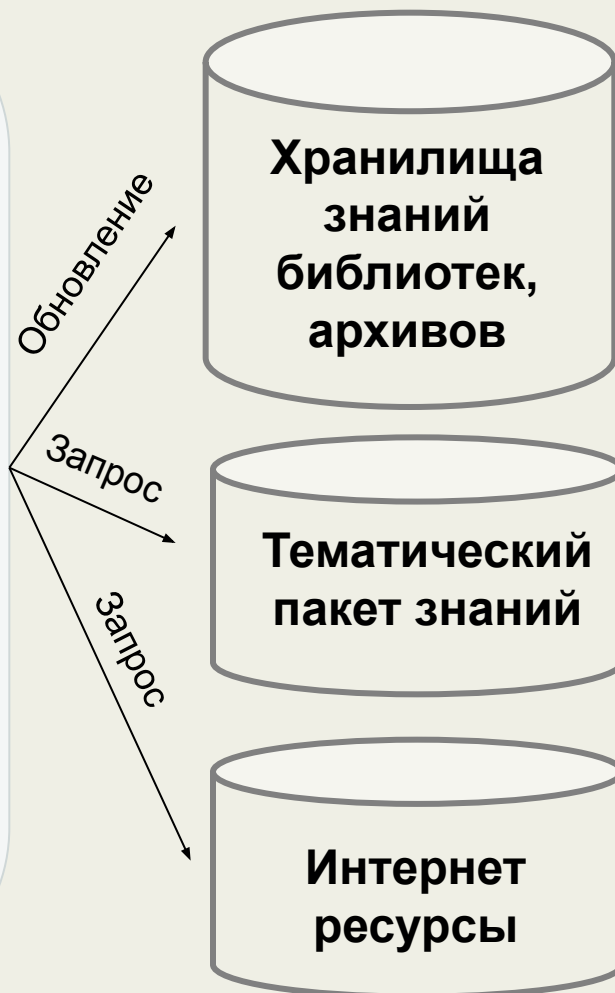 Обновление
Хранилища
знаний
библиотек,
архивов
Запрос
Тематический
пакет знаний
Запрос
Интернет
ресурсы